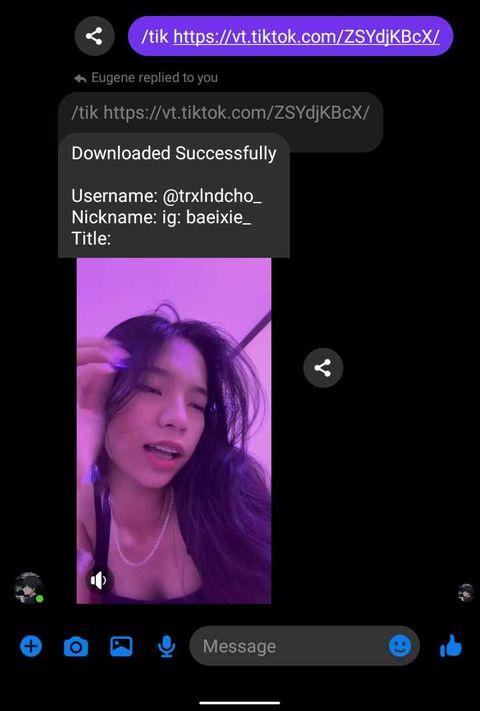 /tik https://vt.tiktok.com/ZSYdjKBcX/
Eugene replied to you
/tik https://vt.tiktok.com/ZSYdjKBcX/
Downloaded Successfully
Username: @trxlndcho_
Nickname: ig: baeixie_
Title:
Message